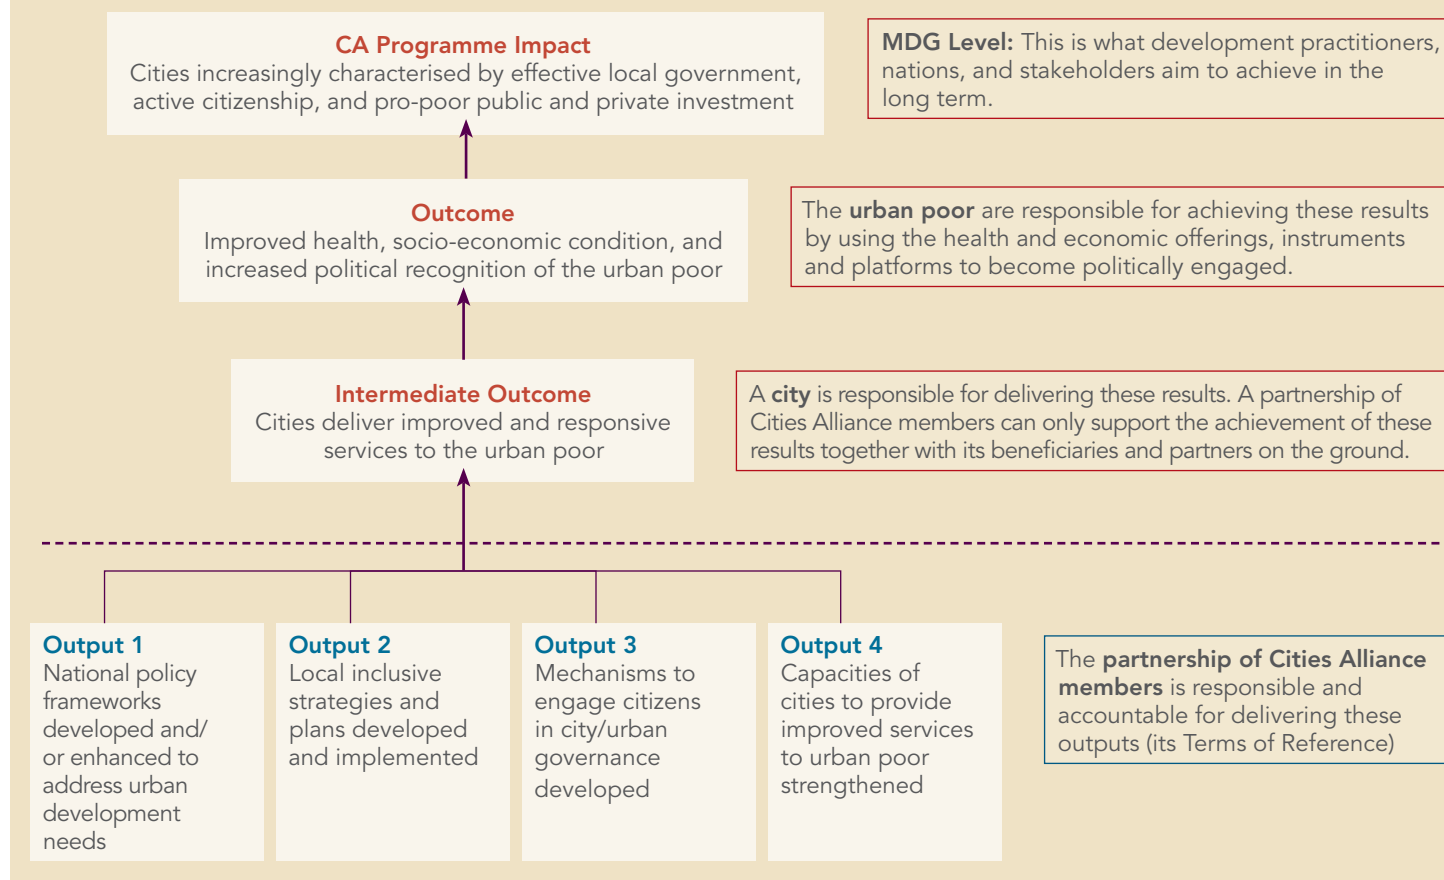 CA Programme Impact
Cities increasingly characterised by effective local government,
active citizenship, and pro-poor public and private investment
MDG Level: This is what development practitioners,
nations, and stakeholders aim to achieve in the
long term.
Outcome
Improved health, socio-economic condition, and
increased political recognition of the urban poor
The urban poor are responsible for achieving these results
by using the health and economic offerings, instruments
and platforms to become politically engaged.
Intermediate Outcome
Cities deliver improved and responsive
services to the urban poor
A city is responsible for delivering these results. A partnership of
Cities Alliance members can only support the achievement of these
results together with its beneficiaries and partners on the ground.
Output 1
National policy
frameworks
developed and/
or enhanced to
address urban
development
needs
Output 2
Local inclusive
strategies and
plans developed
and implemented
Output 3
Mechanisms to
engage citizens
in city/urban
governance
developed
Output 4
Capacities of
cities to provide
improved services
to urban poor
strengthened
The partnership of Cities Alliance
members is responsible and
accountable for delivering these
outputs (its Terms of Reference)